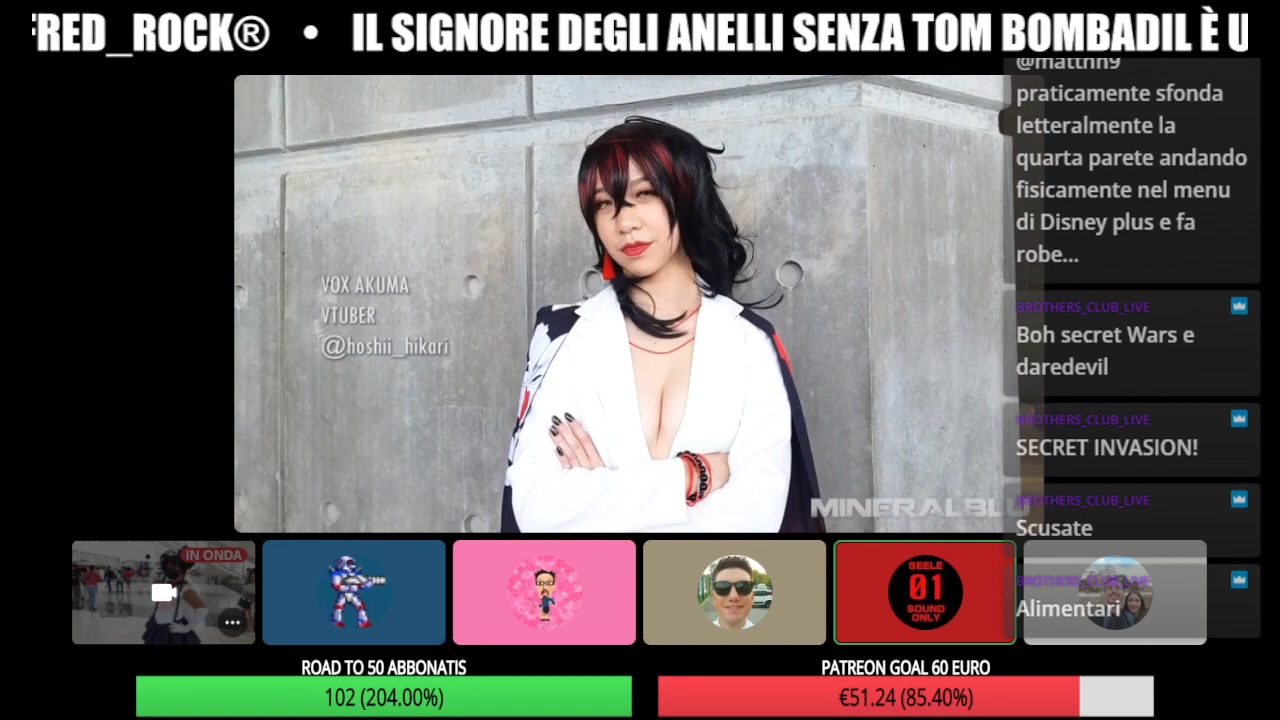 FRED_ROCK® • IL SIGNORE DEGLI ANELLI SENZA TOM BOMBADIL È U
@matthh9
praticamente sfonda
letteralmente la
quarta parete andando
fisicamente nel menu
di Disney plus e fa
robe...
BROTHERS_CLUB_LIVE
Boh secret Wars e
daredevil
BROTHERS_CLUB_LIVE
SECRET INVASION!
BROTHERS_CLUB_LIVE
Scusate
BROTHERS_CLUB_LIVE
Alimentari
VOX AKUMA
VTUBER
@hoshii_hikari
MINERALBLU
IN ONDA
SEELE
01
SOUND
ONLY
ROAD TO 50 ABBONATIS
102 (204.00%)
PATREON GOAL 60 EURO
€51.24 (85.40%)